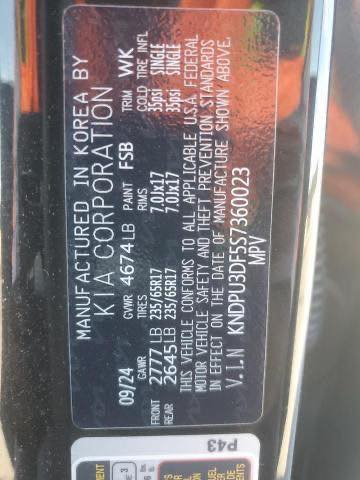 MANUFACTURED IN KOREA BY
KIA CORPORATION
09/24 GVWR 4674LB PAINT FSB TRIM WK
GAWR TIRES RIMS COLD TIRE INFL
FRONT 2777LB 235/65R17 7.0Jx17 35psi SINGLE
REAR 2645LB 235/65R17 7.0Jx17 35psi SINGLE
THIS VEHICLE CONFORMS TO ALL APPLICABLE U.S.A. FEDERAL
MOTOR VEHICLE SAFETY AND THEFT PREVENTION STANDARDS
IN EFFECT ON THE DATE OF MANUFACTURE SHOWN ABOVE.
V.I.N KNDPU3DF5S7360023
MPV
P43